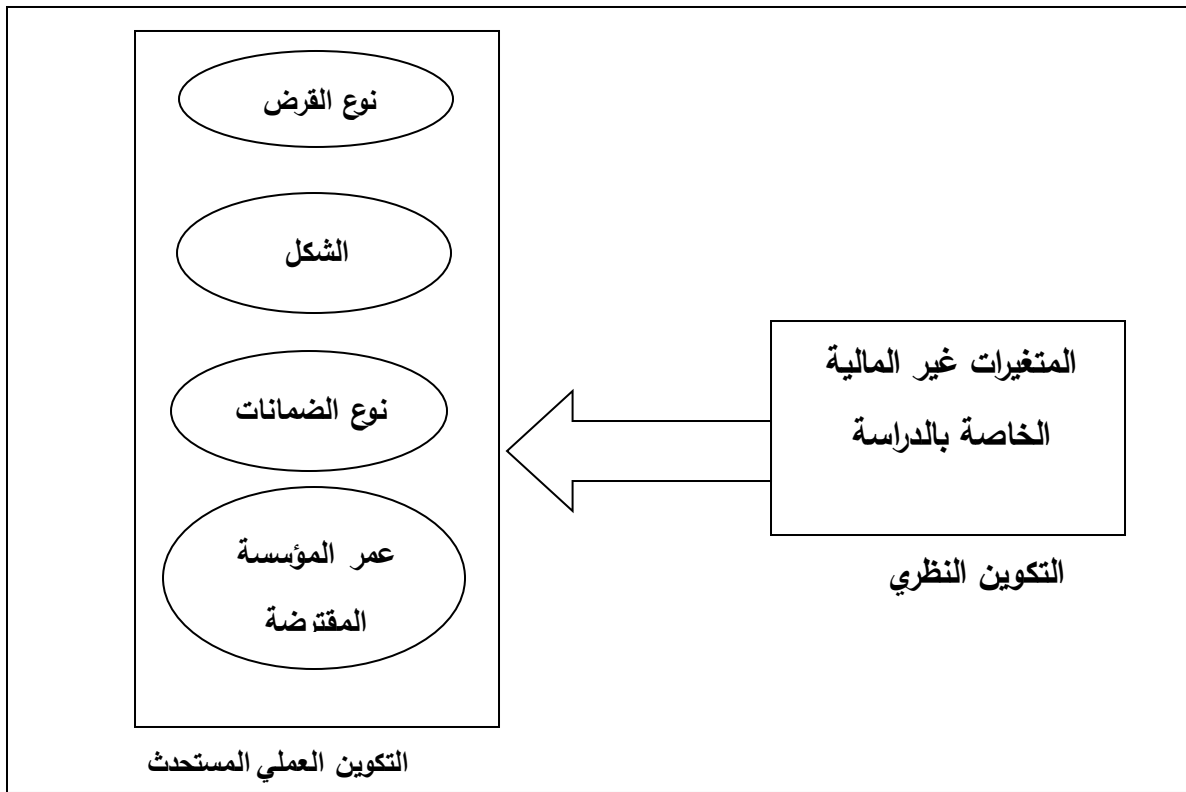 نوع القرض
الشكل
نوع الضمانات
عمر المؤسسة
المقترضة
المتغيرات غير المالية
الخاصة بالدراسة
التكوين النظري
التكوين العملي المستحدث